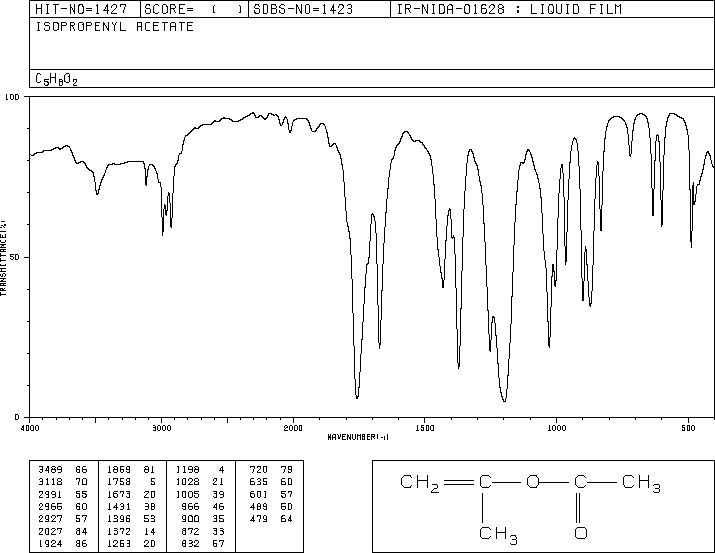 HIT-NO=1427 SCORE= ( ) SDBS-NO=1423 IR-NIDA-01628 : LIQUID FILM
ISOPROPENYL ACETATE
C5H8O2
100
50
0
TRANSMITTANCE(%)
4000 3000 2000 1500 1000 500
WAVENUMBER(-1)
3489 66 1869 81 1198 4 720 79
3118 70 1758 5 1028 21 635 60
2991 55 1673 20 1005 39 601 57
2966 60 1431 38 966 46 489 50
2927 57 1396 53 900 35 479 64
2027 84 1372 14 872 33
1924 86 1253 20 832 57
CH2 C O C CH3
CH3 O